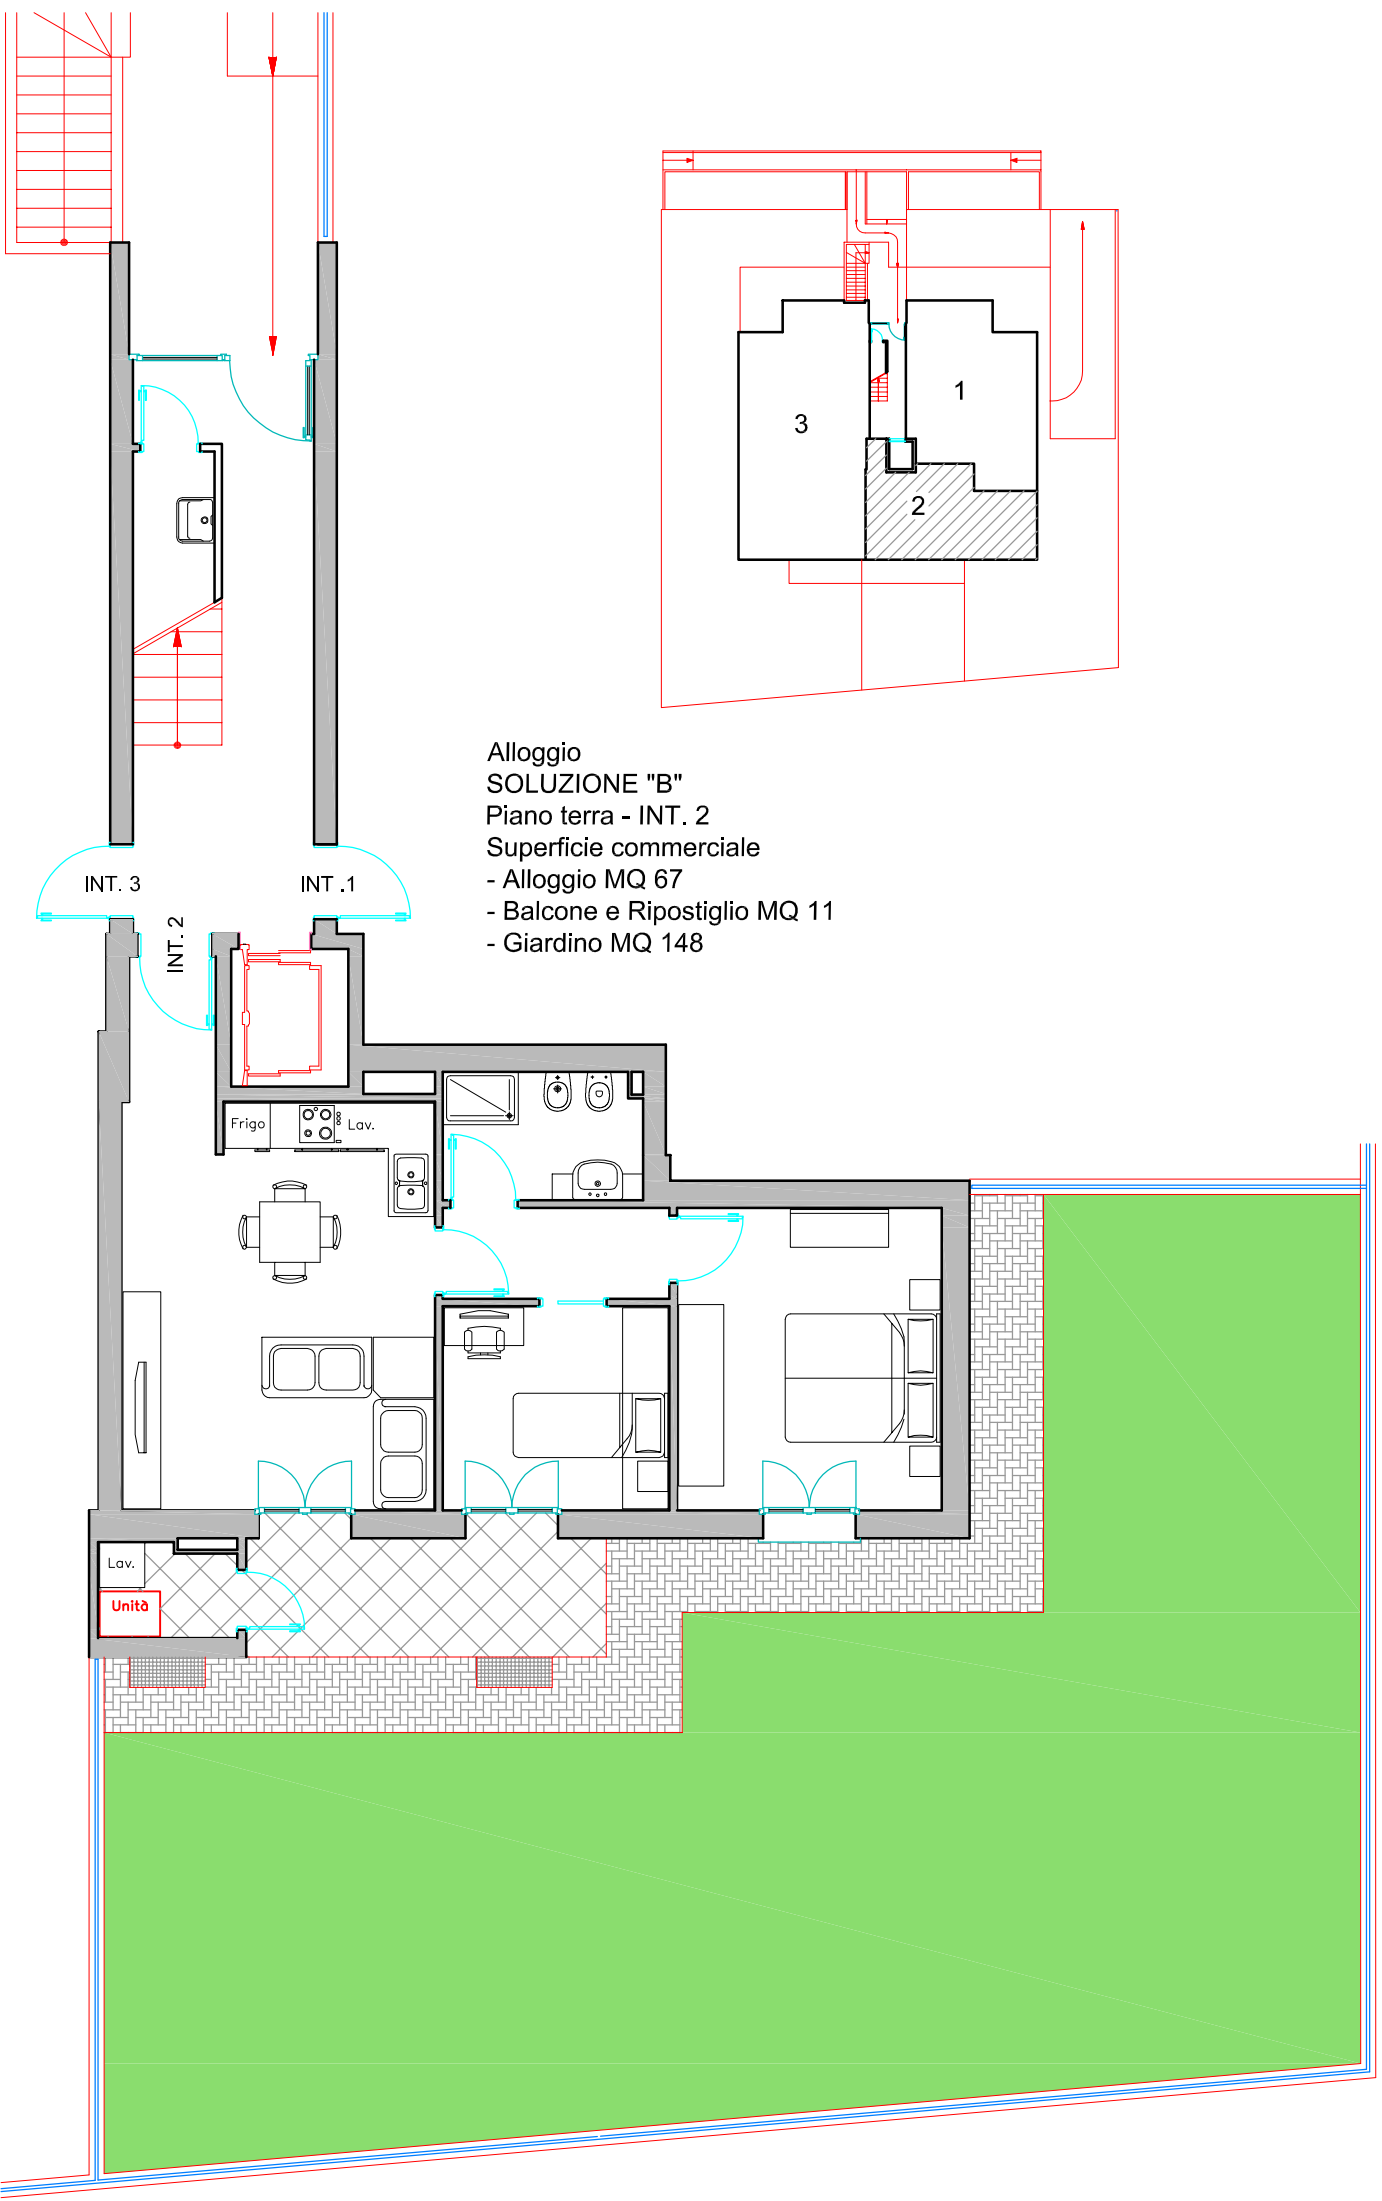 3
1
2
Alloggio
SOLUZIONE "B"
Piano terra - INT. 2
Superficie commerciale
- Alloggio MQ 67
- Balcone e Ripostiglio MQ 11
- Giardino MQ 148
INT. 3
INT .1
INT. 2
Frigo
Lav.
Lav.
Unità